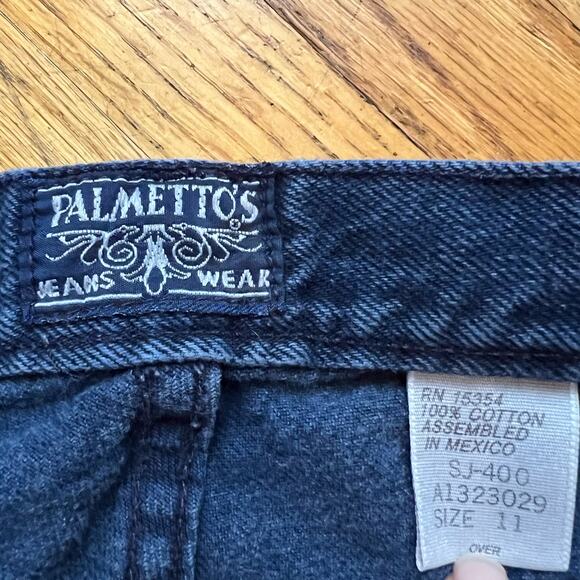 PALMETTO'S
JEANS WEAR
RN 15354
100% COTTON
ASSEMBLED
IN MEXICO
SJ-400
A1323029
SIZE 11
OVER